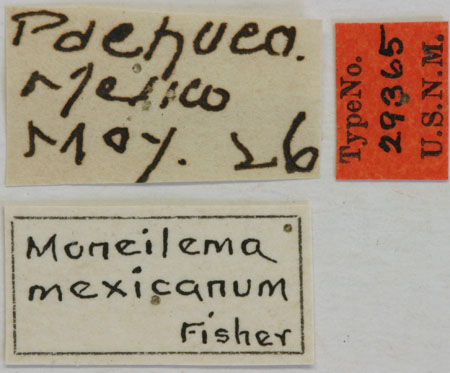 Pachuca.
Mexico
May. 26
Type No.
29365
U.S.N.M.
Moneilema
mexicanum
Fisher